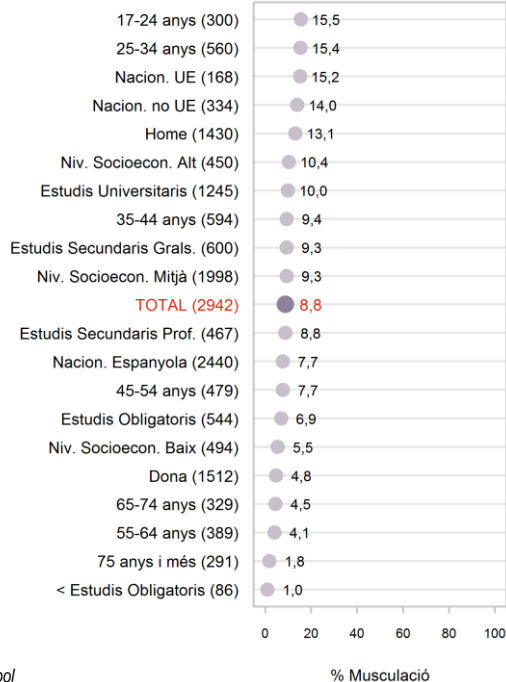 17-24 anys (300) 15,5
25-34 anys (560) 15,4
Nacion. UE (168) 15,2
Nacion. no UE (334) 14,0
Home (1430) 13,1
Niv. Socioecon. Alt (450) 10,4
Estudis Universitaris (1245) 10,0
35-44 anys (594) 9,4
Estudis Secundaris Grals. (600) 9,3
Niv. Socioecon. Mitjà (1998) 9,3
TOTAL (2942) 8,8
Estudis Secundaris Prof. (467) 8,8
Nacion. Espanyola (2440) 7,7
45-54 anys (479) 7,7
Estudis Obligatoris (544) 6,9
Niv. Socioecon. Baix (494) 5,5
Dona (1512) 4,8
65-74 anys (329) 4,5
55-64 anys (389) 4,1
75 anys i més (291) 1,8
< Estudis Obligatoris (86) 1,0
0 20 40 60 80 100
% Musculació